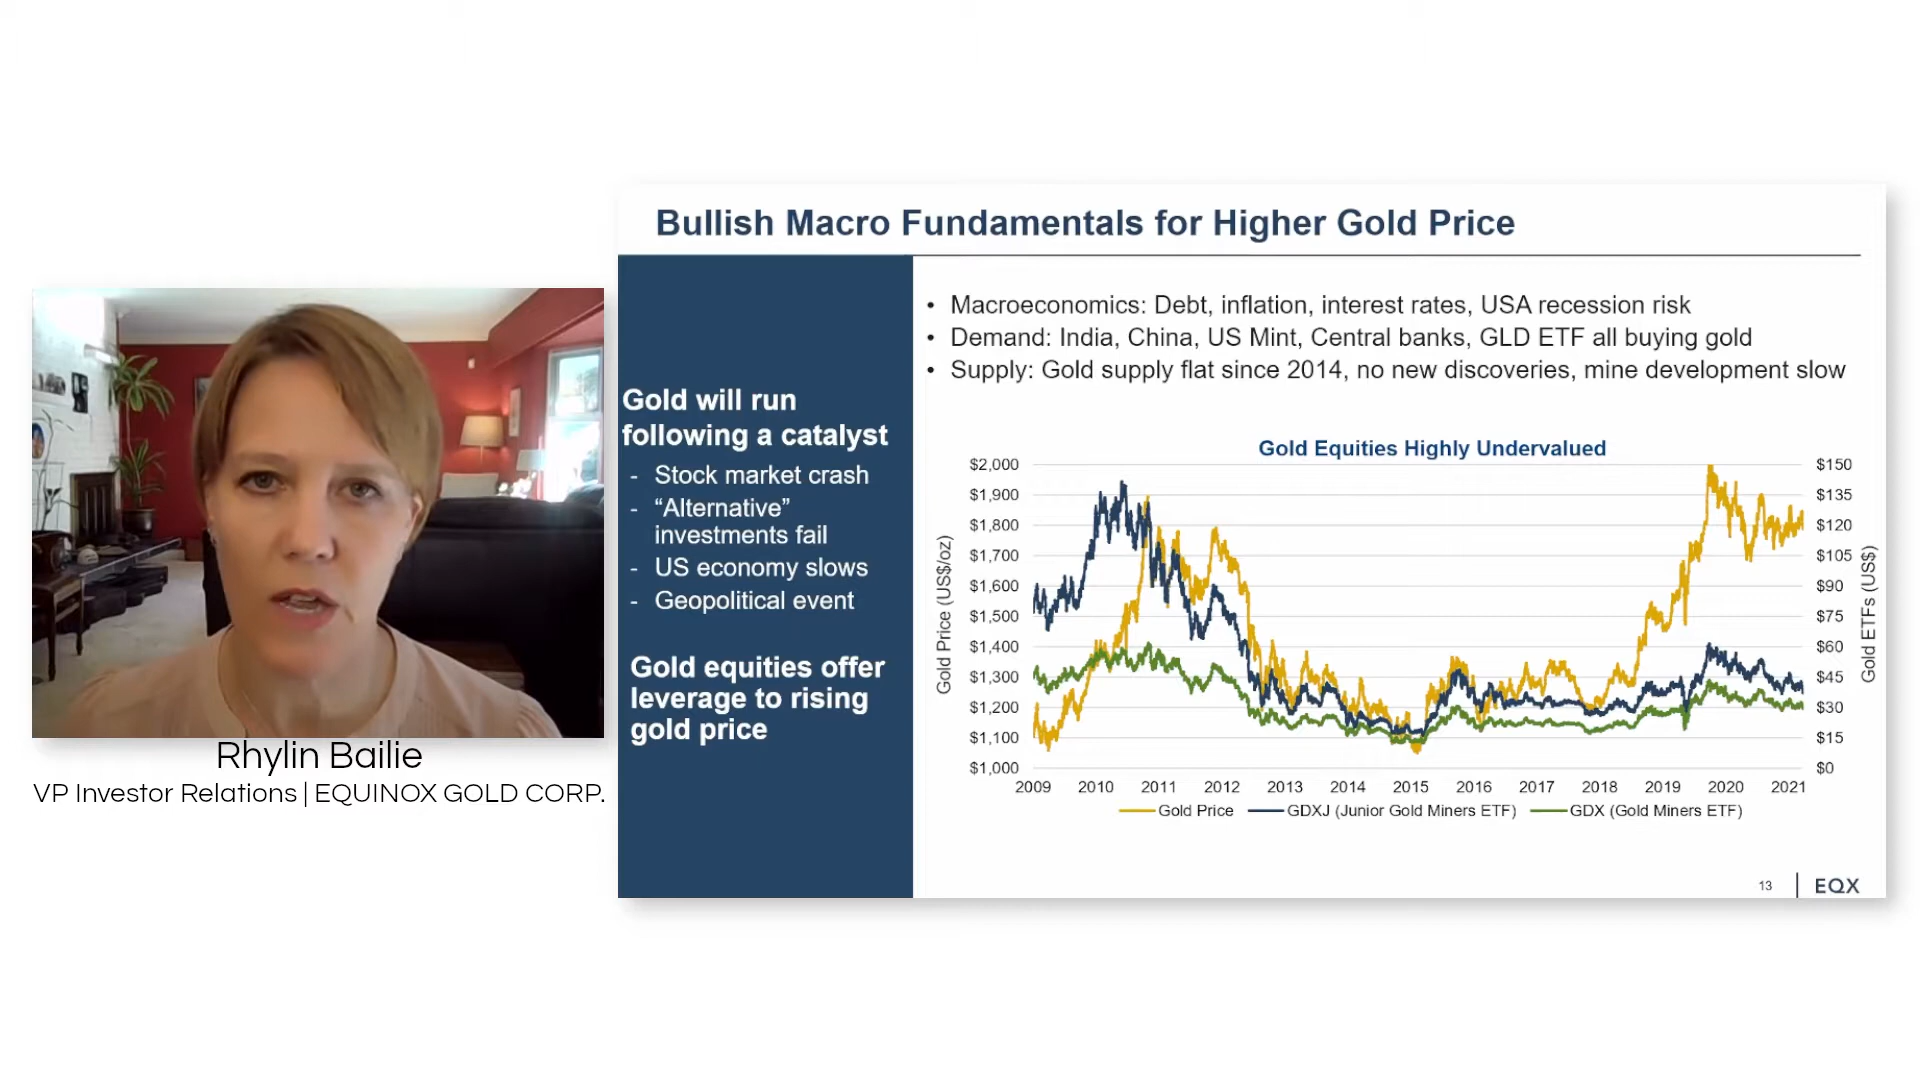 Bullish Macro Fundamentals for Higher Gold Price
Gold will run
following a catalyst
- Stock market crash
- “Alternative”
investments fail
- US economy slows
- Geopolitical event
Gold equities offer
leverage to rising
gold price
• Macroeconomics: Debt, inflation, interest rates, USA recession risk
• Demand: India, China, US Mint, Central banks, GLD ETF all buying gold
• Supply: Gold supply flat since 2014, no new discoveries, mine development slow
Gold Equities Highly Undervalued
Gold Price (US$/oz)
$2,000
$1,900
$1,800
$1,700
$1,600
$1,500
$1,400
$1,300
$1,200
$1,100
$1,000
$150
$135
$120
$105
$90
$75
$60
$45
$30
$15
$0
Gold ETFs (US$)
2009 2010 2011 2012 2013 2014 2015 2016 2017 2018 2019 2020 2021
Gold Price GDXJ (Junior Gold Miners ETF) GDX (Gold Miners ETF)
13 | EQX
Rhylin Bailie
VP Investor Relations | EQUINOX GOLD CORP.